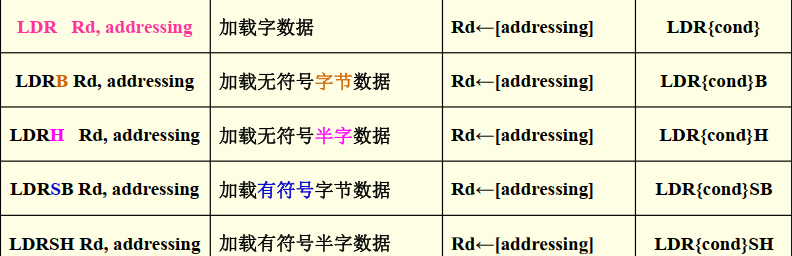 LDR Rd, addressing 加载字数据 Rd←[addressing] LDR{cond}
LDRB Rd, addressing 加载无符号字节数据 Rd←[addressing] LDR{cond}B
LDRH Rd, addressing 加载无符号半字数据 Rd←[addressing] LDR{cond}H
LDRSB Rd, addressing 加载有符号字节数据 Rd←[addressing] LDR{cond}SB
LDRSH Rd, addressing 加载有符号半字数据 Rd←[addressing] LDR{cond}SH